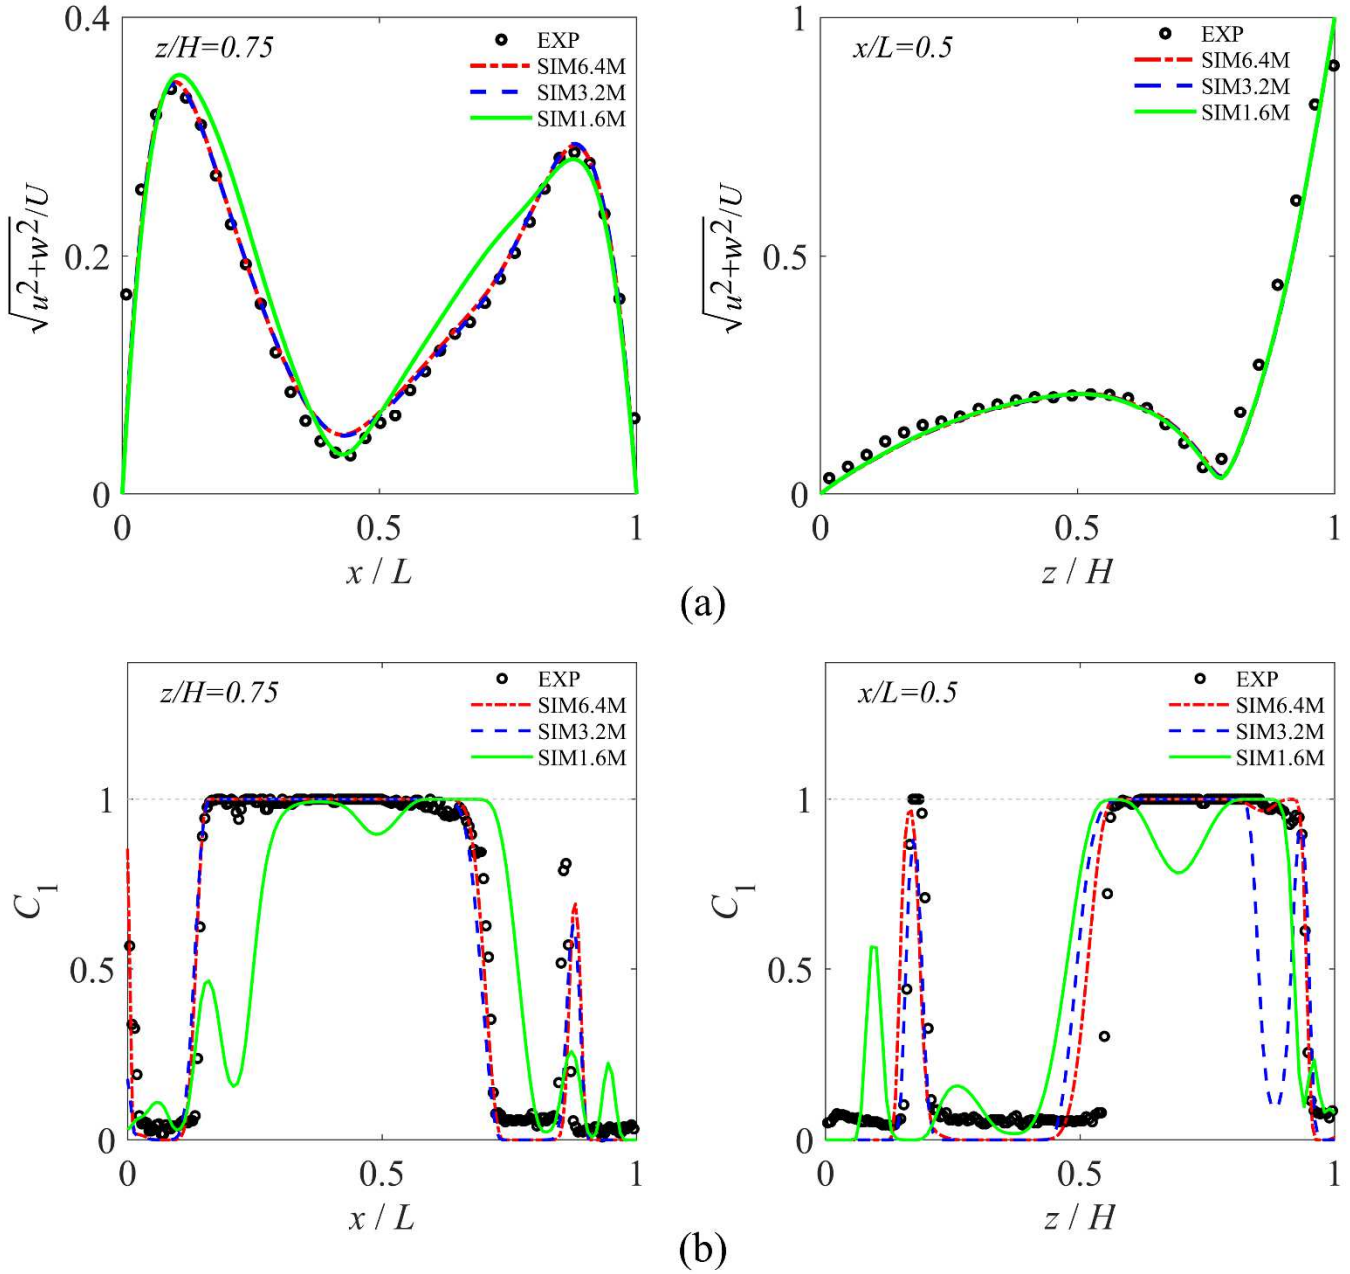 0.4
z/H=0.75
EXP
SIM6.4M
SIM3.2M
SIM1.6M
0.2
0
√u²+w²/U
0
0.5
1
x / L
1
x/L=0.5
EXP
SIM6.4M
SIM3.2M
SIM1.6M
0.5
0
√u²+w²/U
0
0.5
1
z / H
(a)
z/H=0.75
EXP
SIM6.4M
SIM3.2M
SIM1.6M
1
0.5
0
C₁
0
0.5
1
x / L
x/L=0.5
EXP
SIM6.4M
SIM3.2M
SIM1.6M
1
0.5
0
C₁
0
0.5
1
z / H
(b)